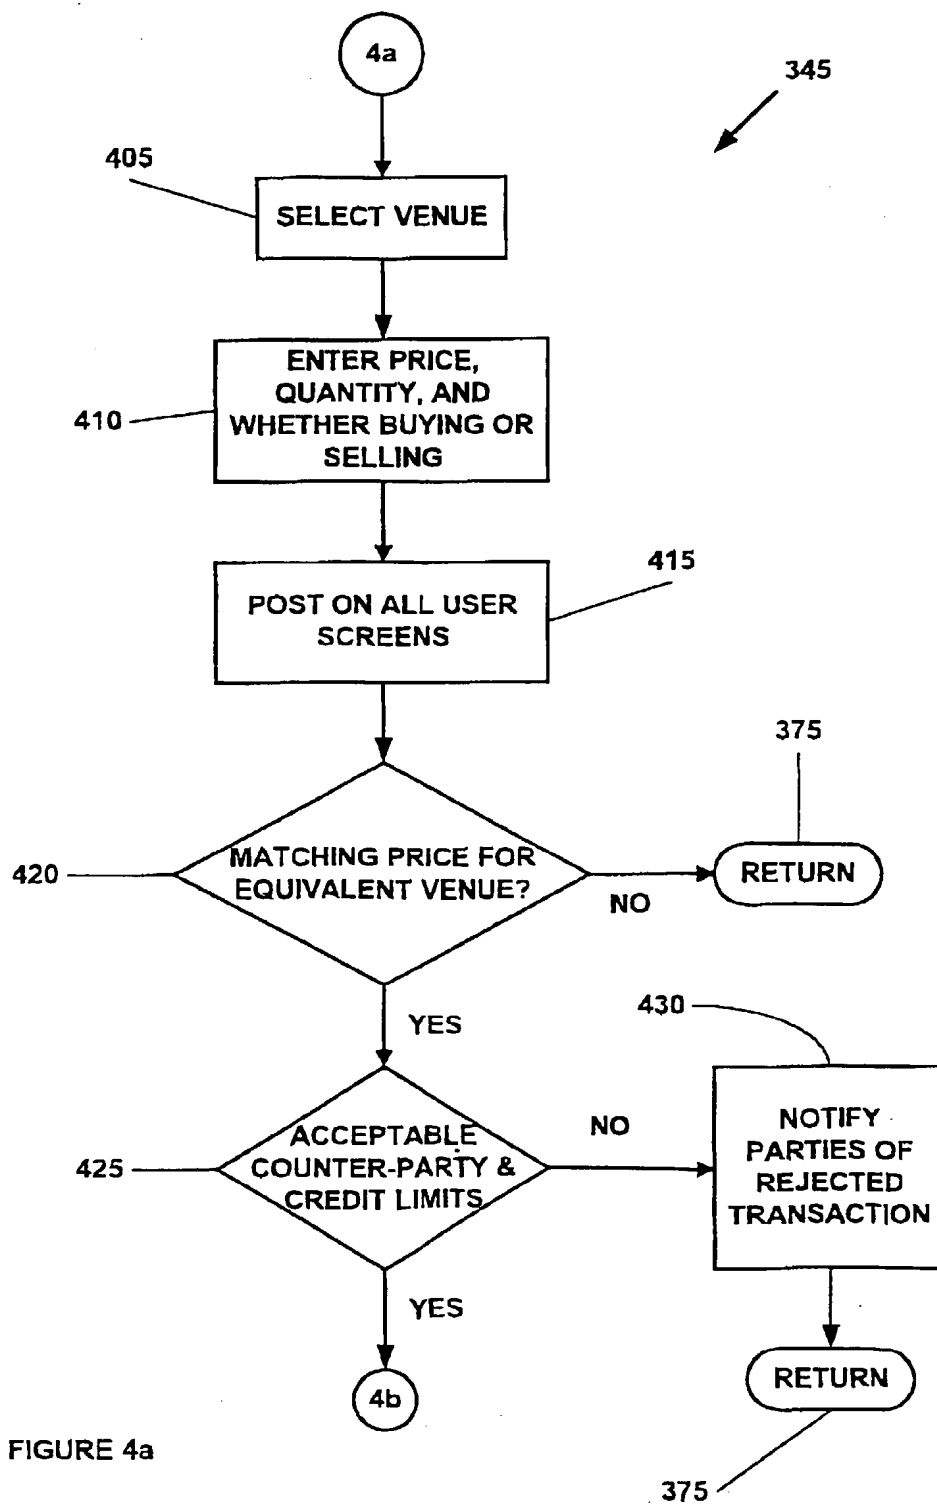 4a
345
405
SELECT VENUE
ENTER PRICE,
QUANTITY, AND
WHETHER BUYING OR
SELLING
410
415
POST ON ALL USER
SCREENS
375
MATCHING PRICE FOR
EQUIVALENT VENUE?
420
RETURN
NO
YES
430
ACCEPTABLE
COUNTER-PARTY &
CREDIT LIMITS
425
NO
NOTIFY
PARTIES OF
REJECTED
TRANSACTION
YES
RETURN
4b
FIGURE 4a
375